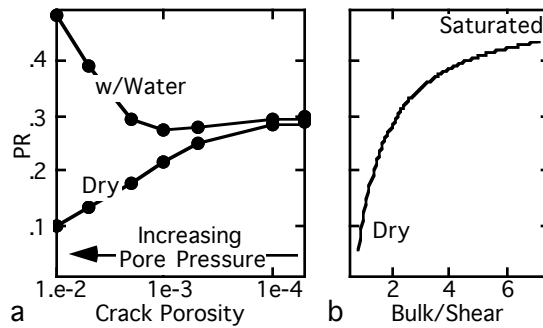 .4
.3
.2
.1
PR
w/Water
Dry
Increasing
Pore Pressure
1.e-2
1e-3
1e-4
a
Crack Porosity
Saturated
Dry
2
4
6
b
Bulk/Shear